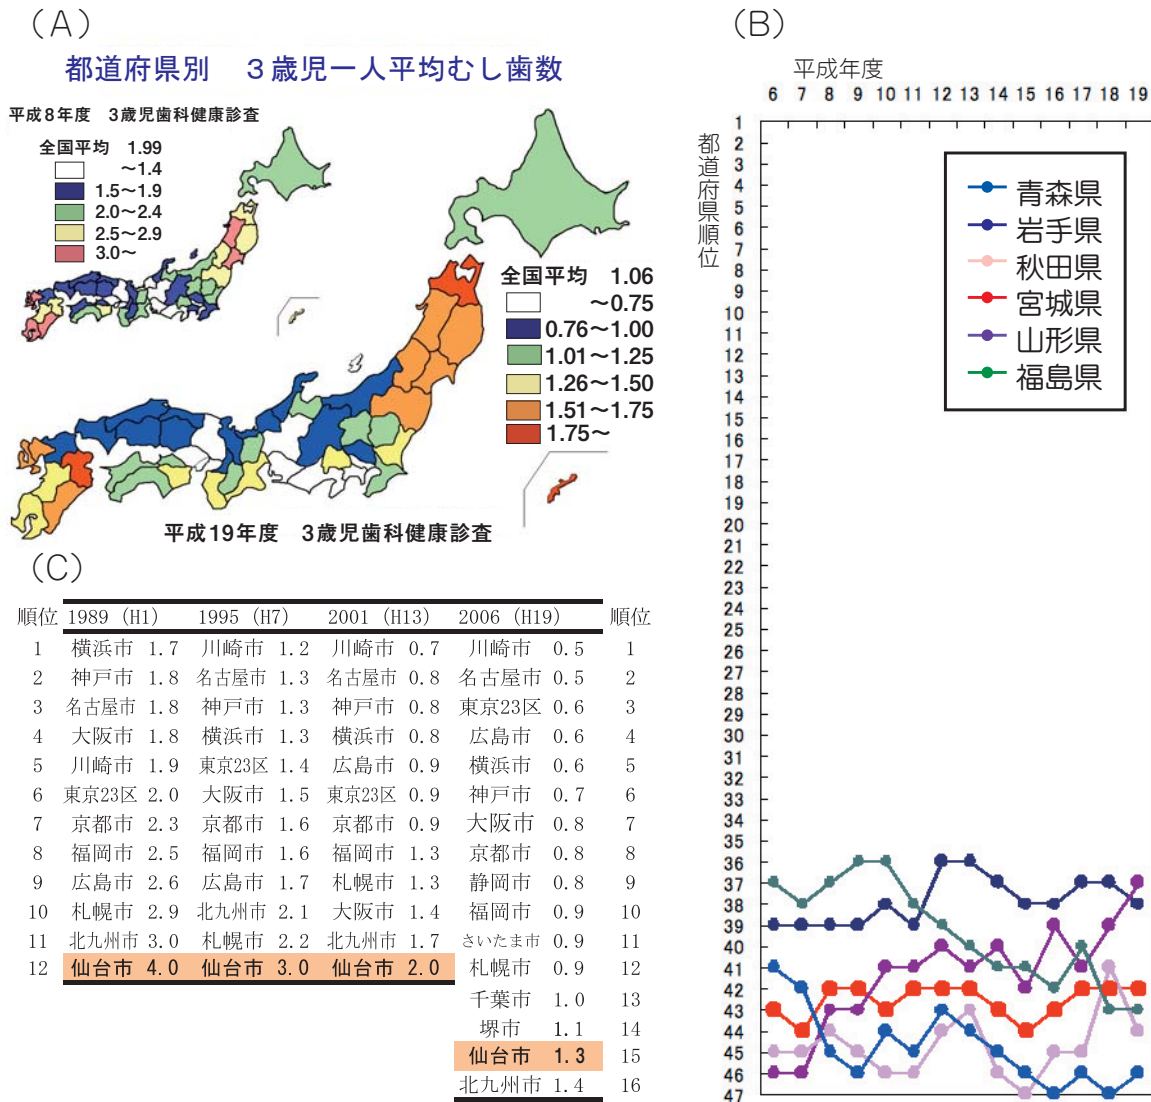 (A)
都道府県別　３歳児一人平均むし歯数
平成8年度　3歳児歯科健康診査
全国平均　1.99
～1.4
1.5～1.9
2.0～2.4
2.5～2.9
3.0～
全国平均　1.06
～0.75
0.76～1.00
1.01～1.25
1.26～1.50
1.51～1.75
1.75～
平成19年度　3歳児歯科健康診査
(B)
平成年度
6 7 8 9 10 11 12 13 14 15 16 17 18 19
都道府県順位
1
2
3
4
5
6
7
8
9
10
11
12
13
14
15
16
17
18
19
20
21
22
23
24
25
26
27
28
29
30
31
32
33
34
35
36
37
38
39
40
41
42
43
44
45
46
47
青森県
岩手県
秋田県
宮城県
山形県
福島県
(C)
順位 1989 (H1) 1995 (H7) 2001 (H13) 2006 (H19) 順位
1 横浜市 1.7 川崎市 1.2 川崎市 0.7 川崎市 0.5 1
2 神戸市 1.8 名古屋市 1.3 名古屋市 0.8 名古屋市 0.5 2
3 名古屋市 1.8 神戸市 1.3 神戸市 0.8 東京23区 0.6 3
4 大阪市 1.8 横浜市 1.3 横浜市 0.8 広島市 0.6 4
5 川崎市 1.9 東京23区 1.4 広島市 0.9 横浜市 0.6 5
6 東京23区 2.0 大阪市 1.5 東京23区 0.9 神戸市 0.7 6
7 京都市 2.3 京都市 1.6 京都市 0.9 大阪市 0.8 7
8 福岡市 2.5 福岡市 1.6 福岡市 1.3 京都市 0.8 8
9 広島市 2.6 広島市 1.7 札幌市 1.3 静岡市 0.8 9
10 札幌市 2.9 北九州市 2.1 大阪市 1.4 福岡市 0.9 10
11 北九州市 3.0 札幌市 2.2 北九州市 1.7 さいたま市 0.9 11
12 仙台市 4.0 仙台市 3.0 仙台市 2.0 札幌市 0.9 12
千葉市 1.0 13
堺市 1.1 14
仙台市 1.3 15
北九州市 1.4 16